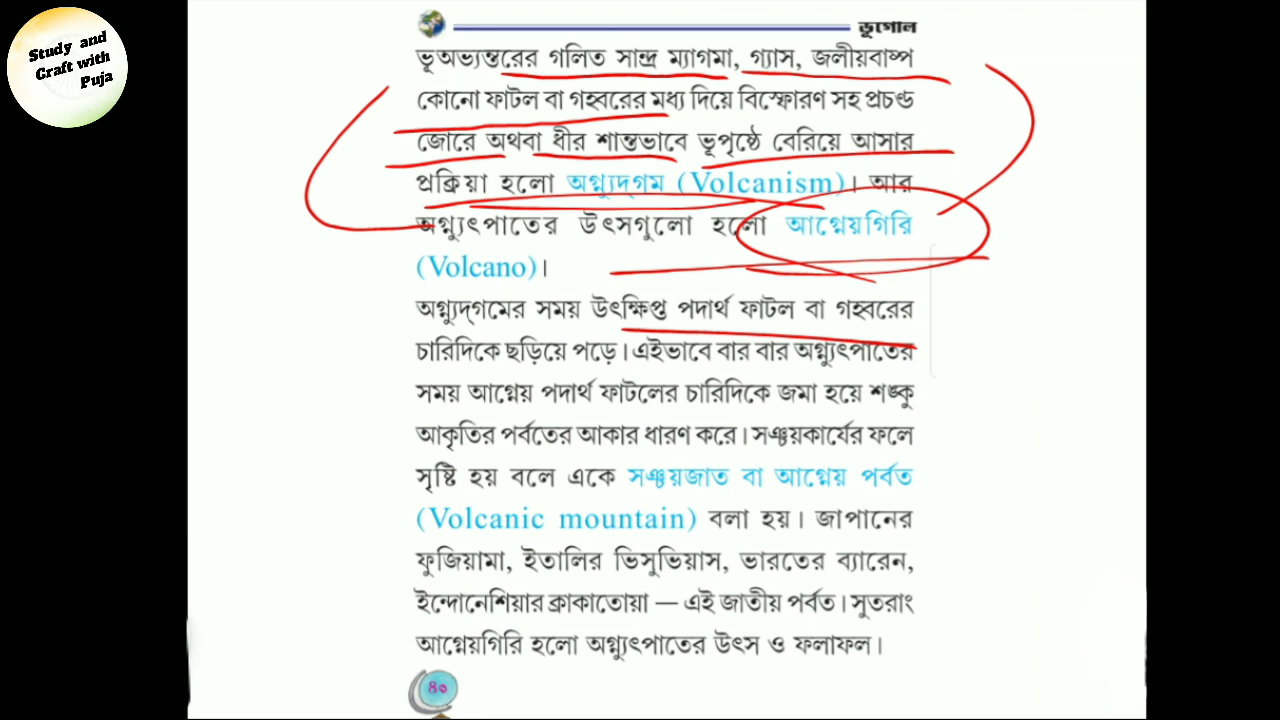 Study and
Craft with
Puja
ভূগোল
ভূঅভ্যন্তরের গলিত সান্দ্র ম্যাগমা, গ্যাস, জলীয়বাষ্প
কোনো ফাটল বা গহ্বরের মধ্য দিয়ে বিস্ফোরণ সহ প্রচণ্ড
জোরে অথবা ধীর শান্তভাবে ভূপৃষ্ঠে বেরিয়ে আসার
প্রক্রিয়া হলো অগ্ন্যুদ্‌গম (Volcanism)। আর
অগ্ন্যুৎপাতের উৎসগুলো হলো আগ্নেয়গিরি
(Volcano)।
অগ্ন্যুদ্‌গমের সময় উৎক্ষিপ্ত পদার্থ ফাটল বা গহ্বরের
চারিদিকে ছড়িয়ে পড়ে। এইভাবে বার বার অগ্ন্যুৎপাতের
সময় আগ্নেয় পদার্থ ফাটলের চারিদিকে জমা হয়ে শঙ্কু
আকৃতির পর্বতের আকার ধারণ করে। সঞ্চয়কার্যের ফলে
সৃষ্টি হয় বলে একে সঞ্চয়জাত বা আগ্নেয় পর্বত
(Volcanic mountain) বলা হয়। জাপানের
ফুজিয়ামা, ইতালির ভিসুভিয়াস, ভারতের ব্যারেন,
ইন্দোনেশিয়ার ক্রাকাতোয়া — এই জাতীয় পর্বত। সুতরাং
আগ্নেয়গিরি হলো অগ্ন্যুৎপাতের উৎস ও ফলাফল।
৪০